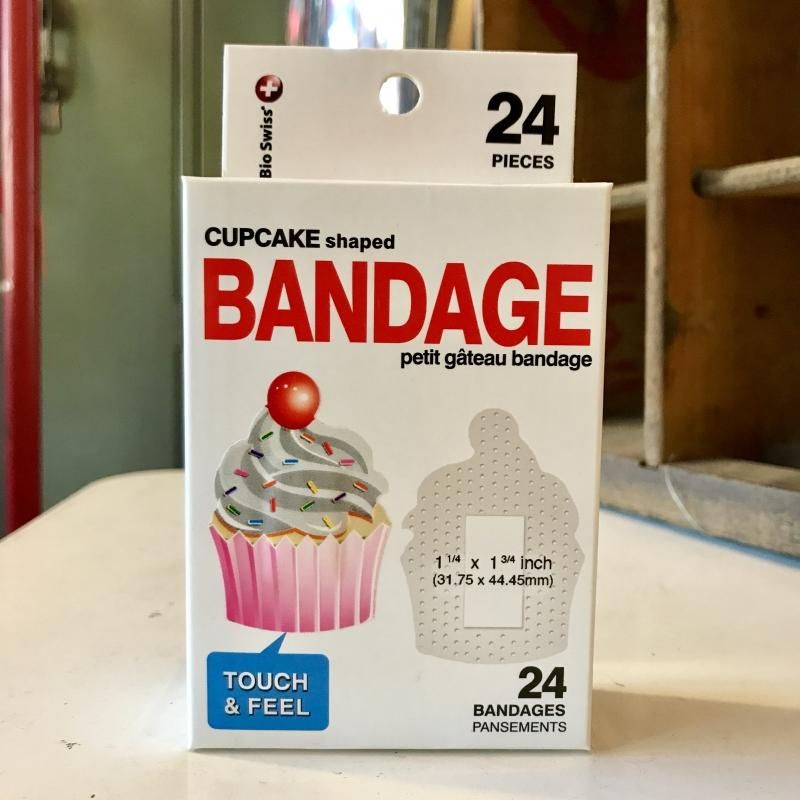 Bio Swiss®
24
PIECES
CUPCAKE shaped
BANDAGE
petit gâteau bandage
1 1/4 x 1 3/4 inch
(31.75 x 44.45mm)
TOUCH
& FEEL
24
BANDAGES
PANSEMENTS